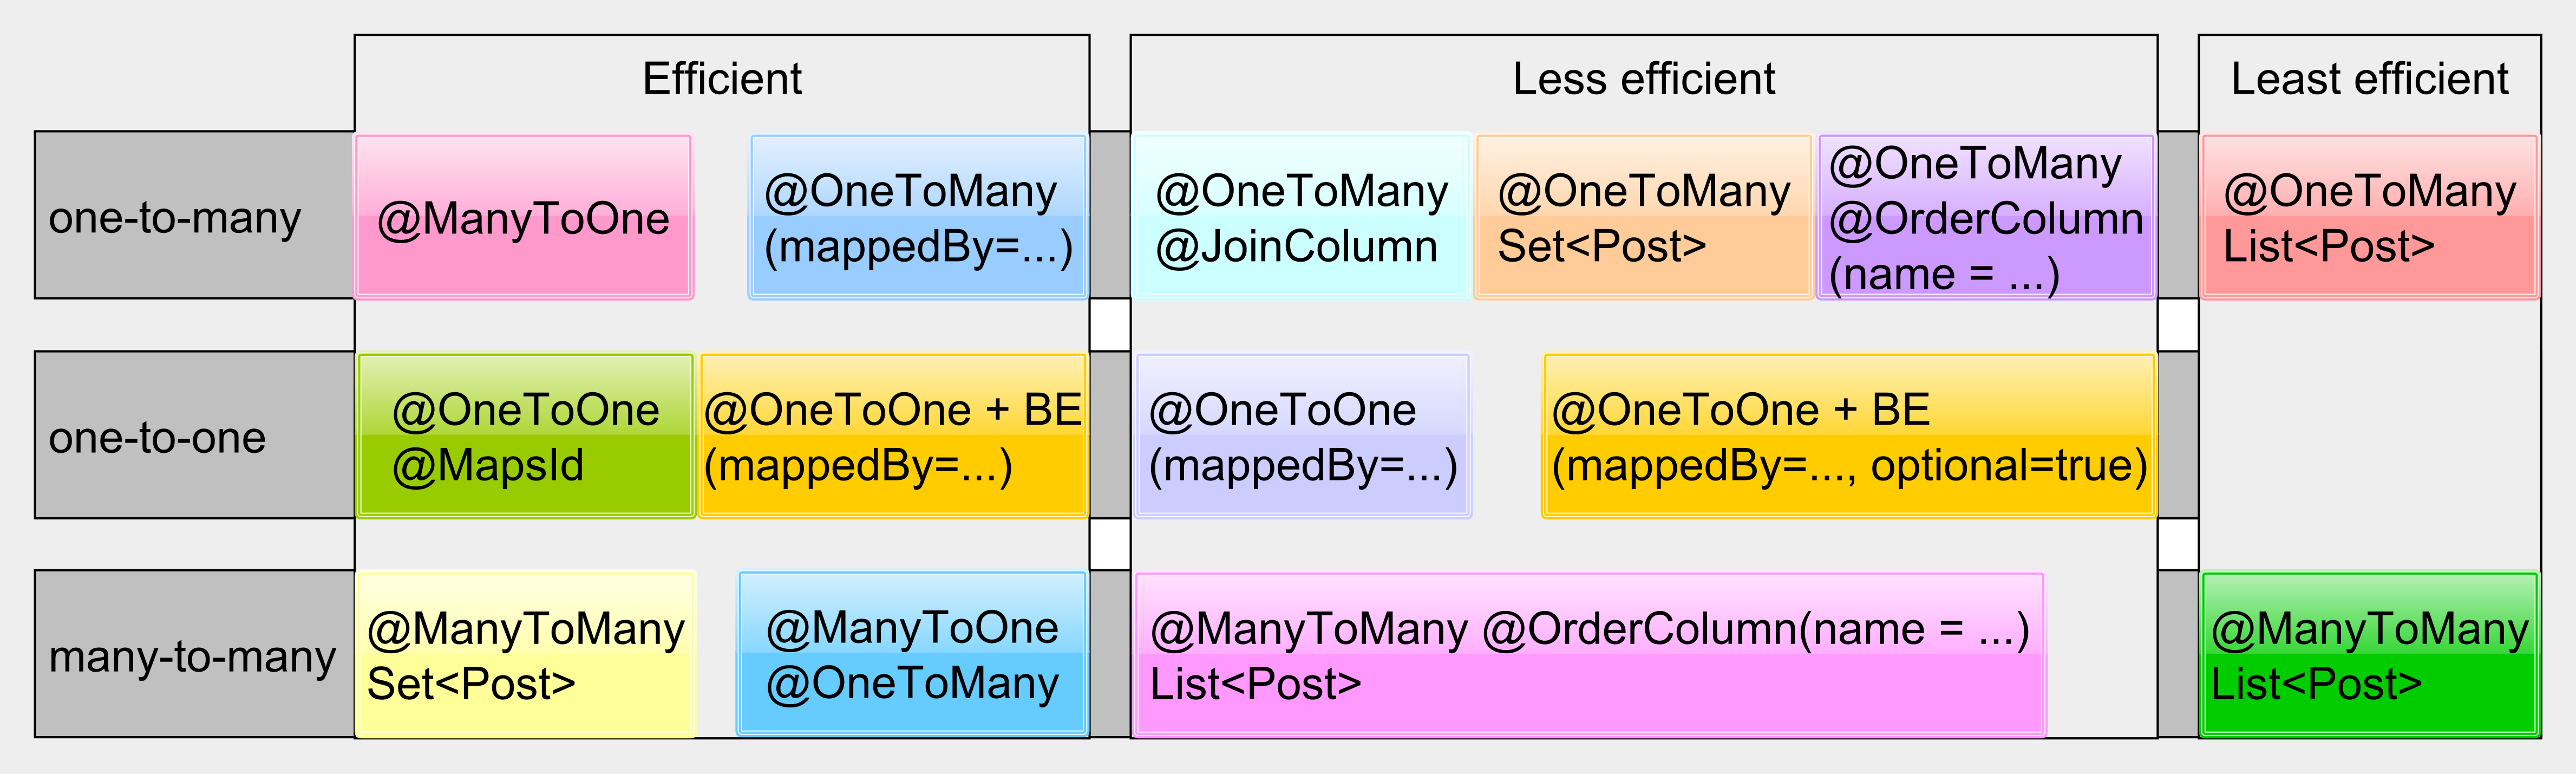 Efficient
Less efficient
Least efficient
one-to-many
@ManyToOne
@OneToMany
(mappedBy=...)
@OneToMany
@JoinColumn
@OneToMany
Set<Post>
@OneToMany
@OrderColumn
(name = ...)
@OneToMany
List<Post>
one-to-one
@OneToOne
@MapsId
@OneToOne + BE
(mappedBy=...)
@OneToOne
(mappedBy=...)
@OneToOne + BE
(mappedBy=..., optional=true)
many-to-many
@ManyToMany
Set<Post>
@ManyToOne
@OneToMany
@ManyToMany @OrderColumn(name = ...)
List<Post>
@ManyToMany
List<Post>